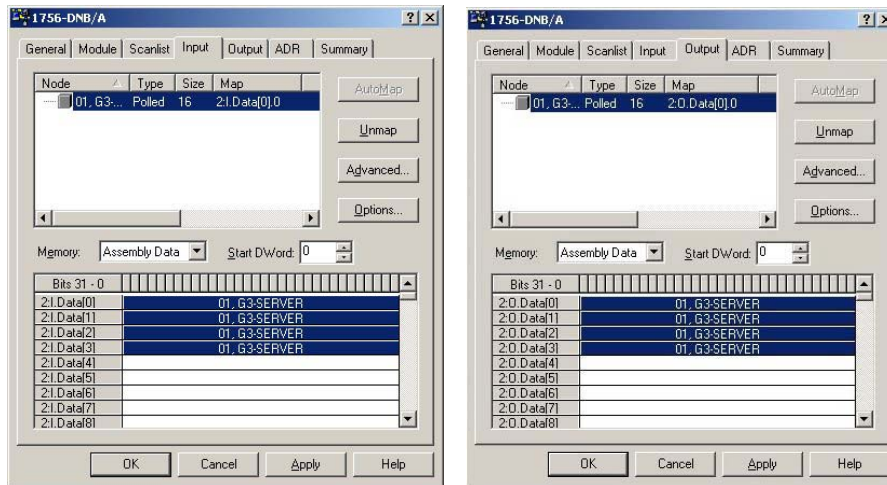 1756-DNB/A
General Module Scanlist Input Output ADR Summary
Node Type Size Map
01, G3-... Polled 16 2:I.Data[0].0
AutoMap
Unmap
Advanced...
Options...
Memory: Assembly Data Start DWord: 0
Bits 31 - 0
2:I.Data[0] 01, G3-SERVER
2:I.Data[1] 01, G3-SERVER
2:I.Data[2] 01, G3-SERVER
2:I.Data[3] 01, G3-SERVER
2:I.Data[4]
2:I.Data[5]
2:I.Data[6]
2:I.Data[7]
2:I.Data[8]
OK Cancel Apply Help
1756-DNB/A
General Module Scanlist Input Output ADR Summary
Node Type Size Map
01, G3-... Polled 16 2:O.Data[0].0
AutoMap
Unmap
Advanced...
Options...
Memory: Assembly Data Start DWord: 0
Bits 31 - 0
2:O.Data[0] 01, G3-SERVER
2:O.Data[1] 01, G3-SERVER
2:O.Data[2] 01, G3-SERVER
2:O.Data[3] 01, G3-SERVER
2:O.Data[4]
2:O.Data[5]
2:O.Data[6]
2:O.Data[7]
2:O.Data[8]
OK Cancel Apply Help